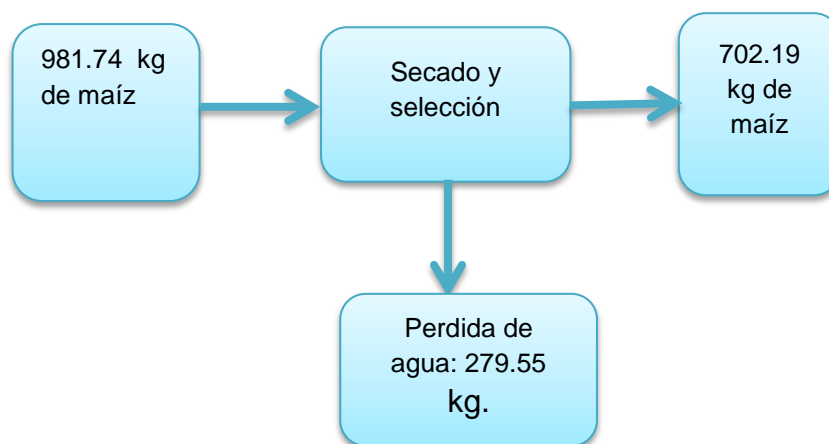 981.74 kg
de maíz
Secado y
selección
702.19
kg de
maíz
Perdida de
agua: 279.55
kg.